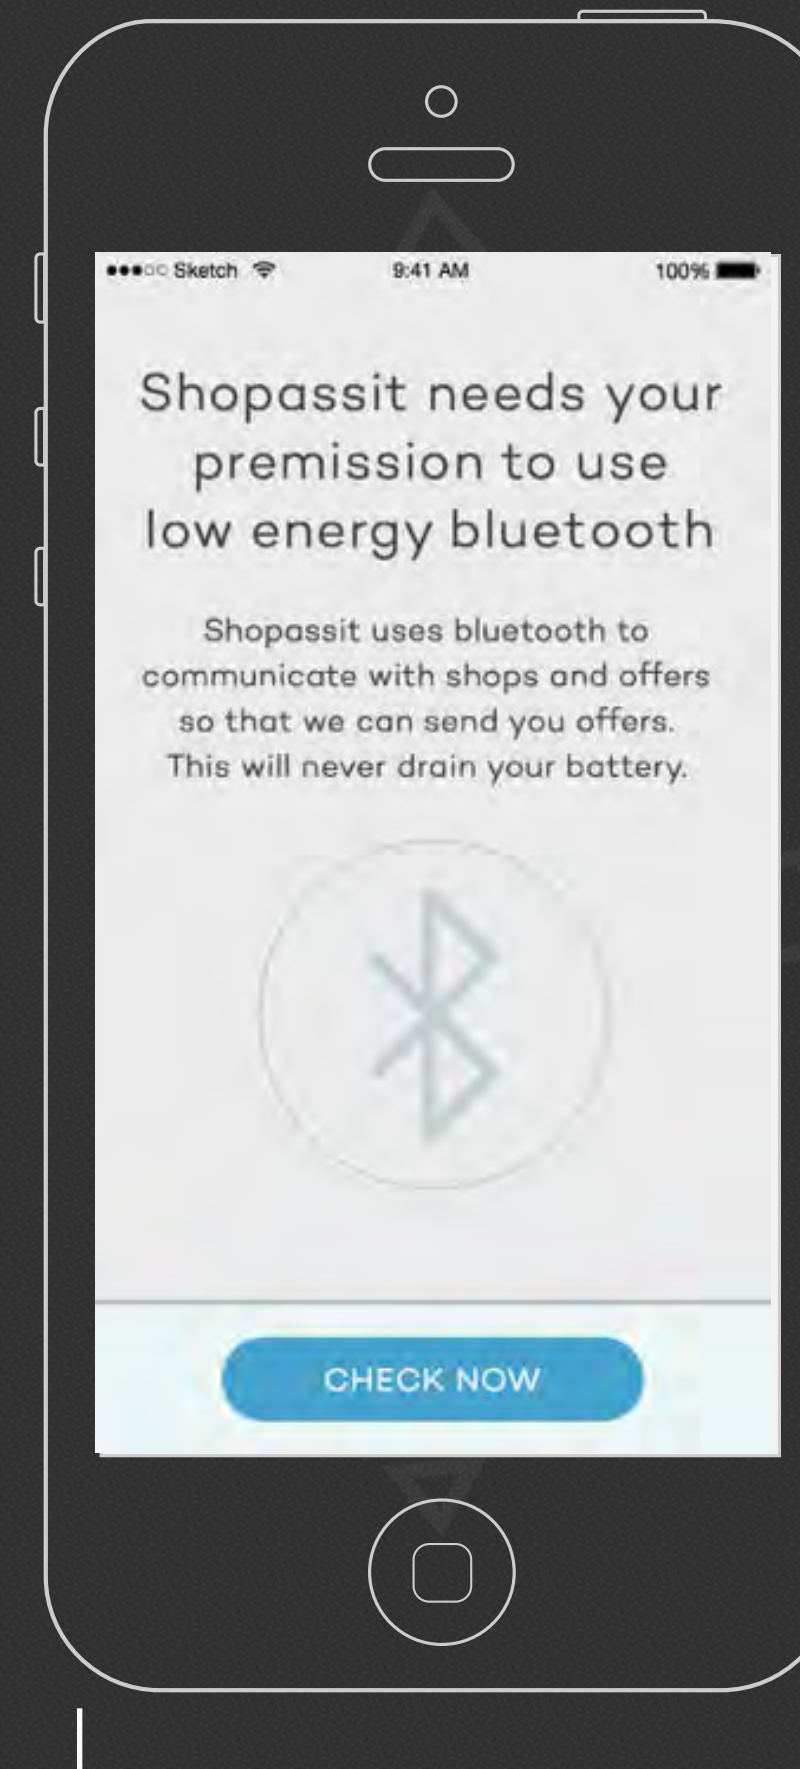 Sketch 9:41 AM 100%
Shopassit needs your
premission to use
low energy bluetooth
Shopassit uses bluetooth to
communicate with shops and offers
so that we can send you offers.
This will never drain your battery.
CHECK NOW